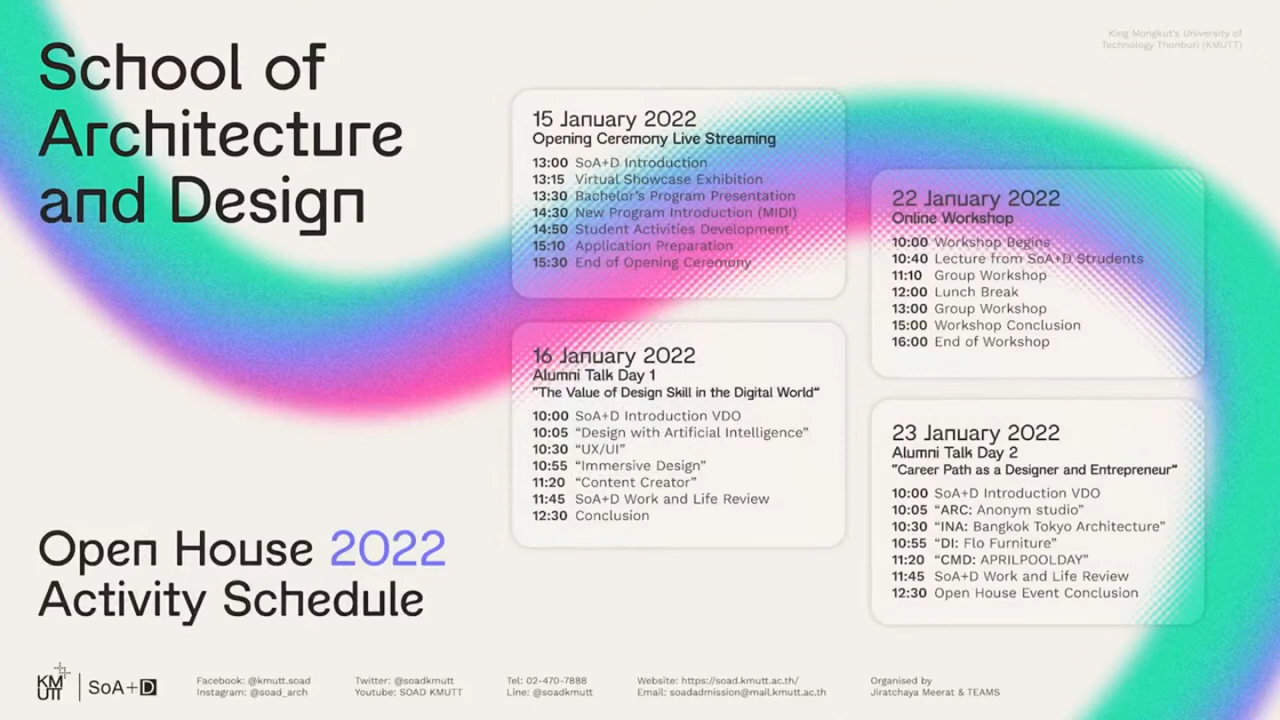 School of
Architecture
and Design
King Mongkut's University of
Technology Thonburi (KMUTT)
15 January 2022
Opening Ceremony Live Streaming
13:00 SoA+D Introduction
13:15 Virtual Showcase Exhibition
13:30 Bachelor's Program Presentation
14:30 New Program Introduction (MIDI)
14:50 Student Activities Development
15:10 Application Preparation
15:30 End of Opening Ceremony
16 January 2022
Alumni Talk Day 1
"The Value of Design Skill in the Digital World"
10:00 SoA+D Introduction VDO
10:05 "Design with Artificial Intelligence"
10:30 "UX/UI"
10:55 "Immersive Design"
11:20 "Content Creator"
11:45 SoA+D Work and Life Review
12:30 Conclusion
22 January 2022
Online Workshop
10:00 Workshop Begins
10:40 Lecture from SoA+D Strudents
11:10 Group Workshop
12:00 Lunch Break
13:00 Group Workshop
15:00 Workshop Conclusion
16:00 End of Workshop
23 January 2022
Alumni Talk Day 2
"Career Path as a Designer and Entrepreneur"
10:00 SoA+D Introduction VDO
10:05 "ARC: Anonym studio"
10:30 "INA: Bangkok Tokyo Architecture"
10:55 "DI: Flo Furniture"
11:20 "CMD: APRILPOOLDAY"
11:45 SoA+D Work and Life Review
12:30 Open House Event Conclusion
Open House 2022
Activity Schedule
KM
UTT
SoA+D
Facebook: @kmutt.soad
Instagram: @soad_arch
Twitter: @soadkmutt
Youtube: SOAD KMUTT
Tel: 02-470-7888
Line: @soadkmutt
Website: https://soad.kmutt.ac.th/
Email: soadadmission@mail.kmutt.ac.th
Organised by
Jiratchaya Meerat & TEAMS